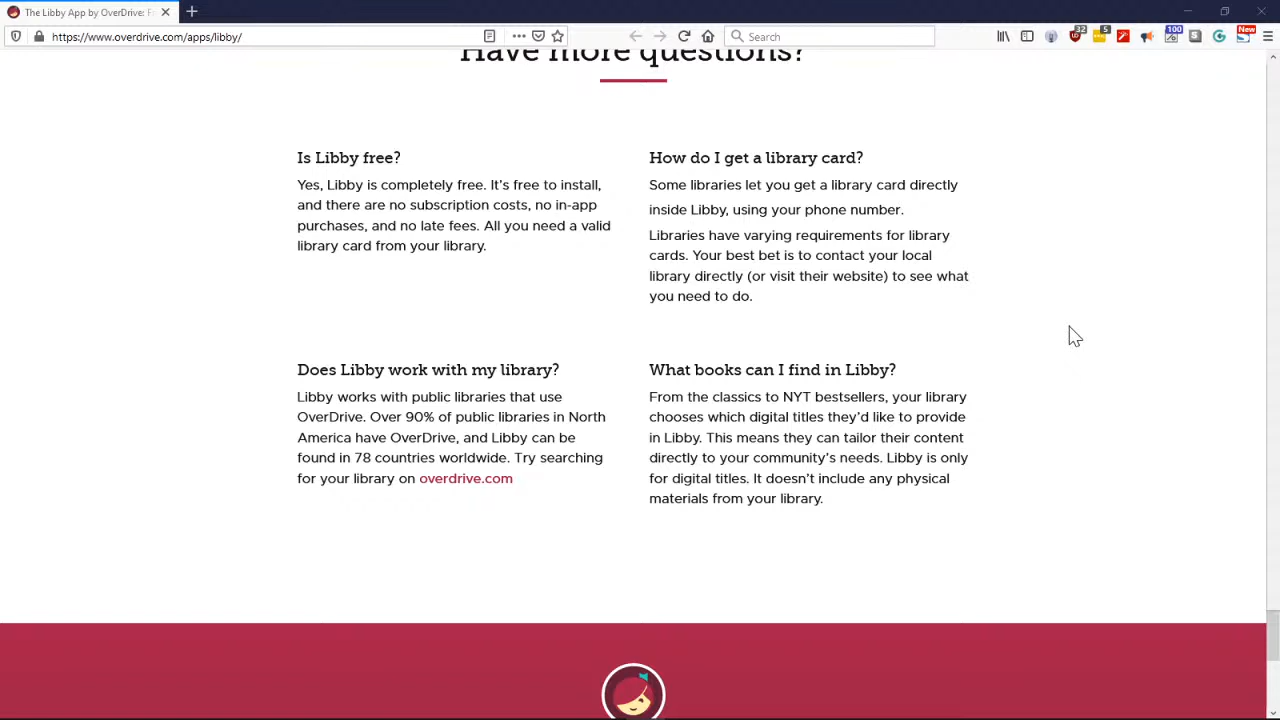 The Libby App by OverDrive: F
https://www.overdrive.com/apps/libby/
Search
32
5
100
New
Have more questions?
Is Libby free?
Yes, Libby is completely free. It’s free to install,
and there are no subscription costs, no in-app
purchases, and no late fees. All you need a valid
library card from your library.
How do I get a library card?
Some libraries let you get a library card directly
inside Libby, using your phone number.
Libraries have varying requirements for library
cards. Your best bet is to contact your local
library directly (or visit their website) to see what
you need to do.
Does Libby work with my library?
Libby works with public libraries that use
OverDrive. Over 90% of public libraries in North
America have OverDrive, and Libby can be
found in 78 countries worldwide. Try searching
for your library on overdrive.com
What books can I find in Libby?
From the classics to NYT bestsellers, your library
chooses which digital titles they’d like to provide
in Libby. This means they can tailor their content
directly to your community’s needs. Libby is only
for digital titles. It doesn’t include any physical
materials from your library.